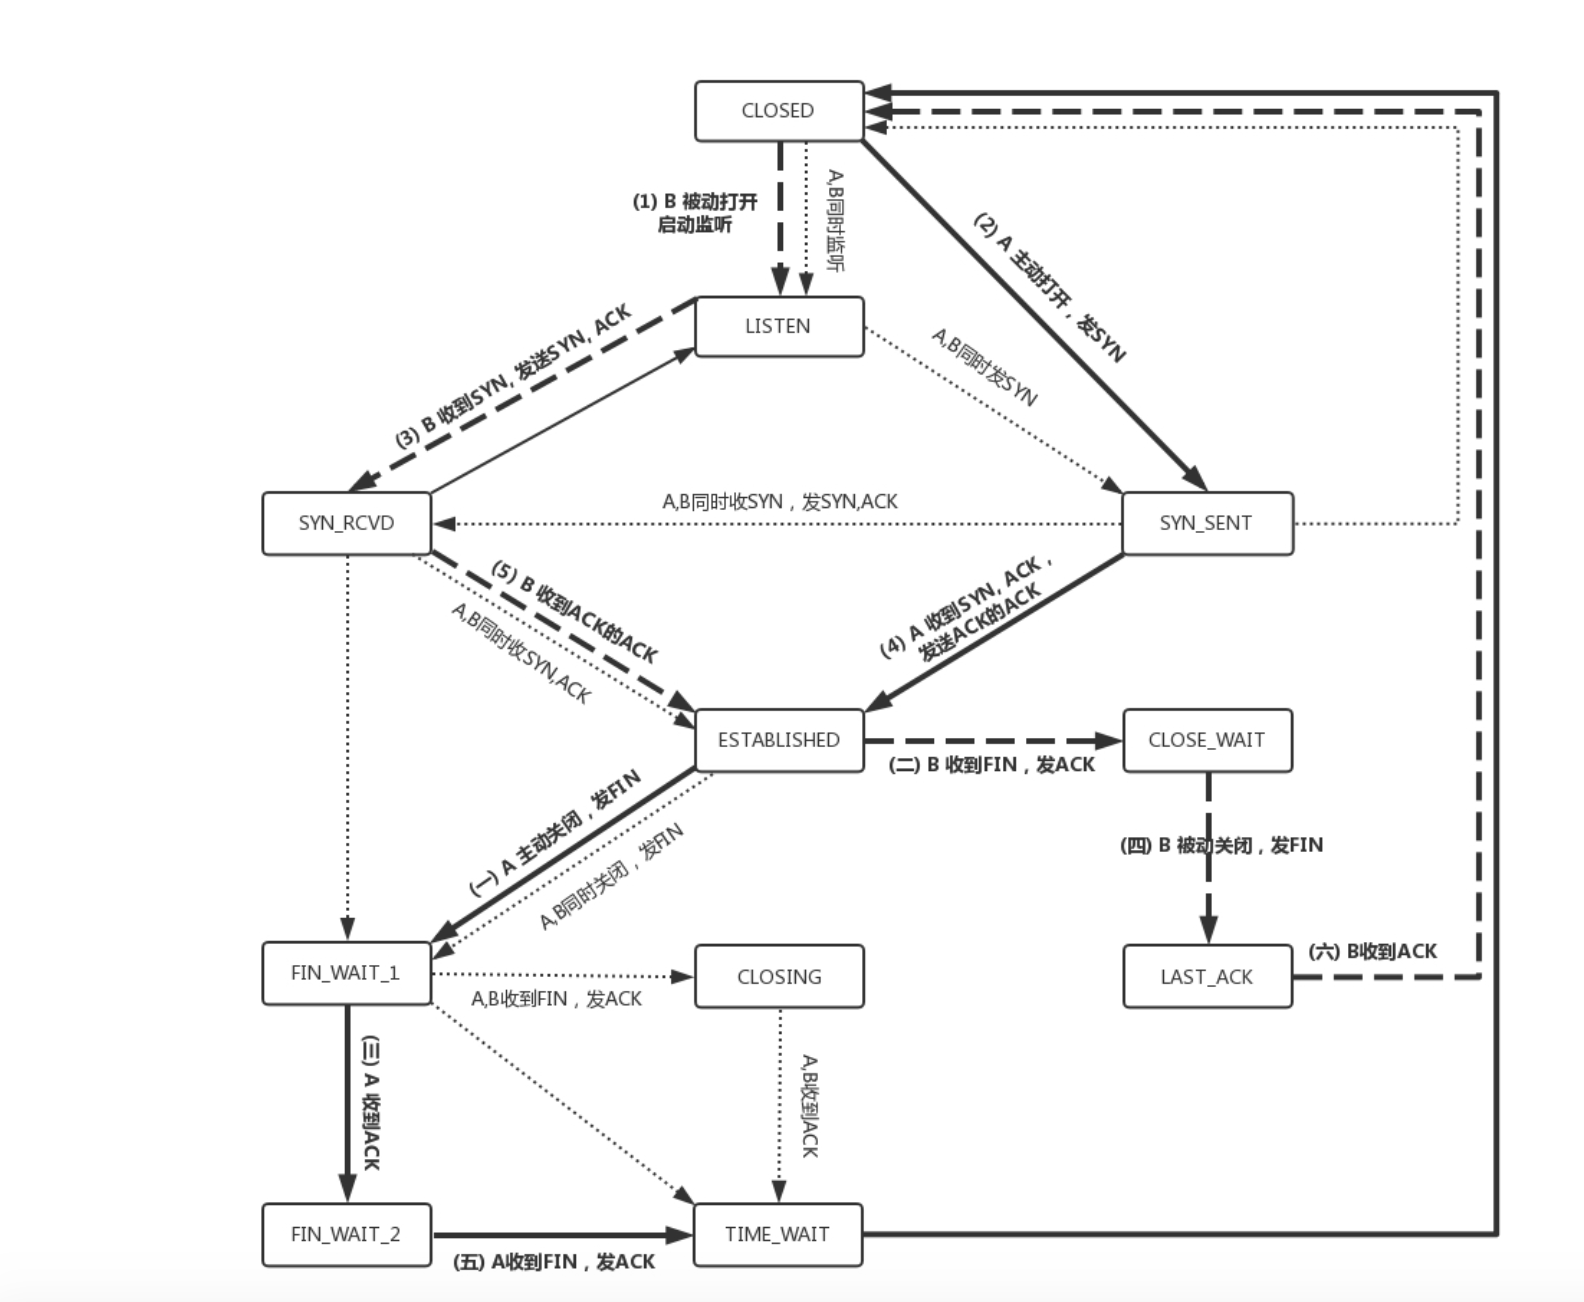 CLOSED
(1) B 被动打开
启动监听
A,B同时监听
(2) A 主动打开，发SYN
LISTEN
(3) B 收到SYN, 发送SYN, ACK
A,B同时发SYN
SYN_RCVD
A,B同时收SYN，发SYN,ACK
SYN_SENT
(5) B 收到ACK的ACK
A,B同时收SYN,ACK
(4) A 收到SYN, ACK，
发送ACK的ACK
ESTABLISHED
(二) B 收到FIN，发ACK
CLOSE_WAIT
(一) A 主动关闭，发FIN
A,B同时关闭，发FIN
(四) B 被动关闭，发FIN
FIN_WAIT_1
A,B收到FIN，发ACK
CLOSING
LAST_ACK
(六) B收到ACK
(三) A 收到ACK
A,B收到ACK
FIN_WAIT_2
(五) A收到FIN，发ACK
TIME_WAIT